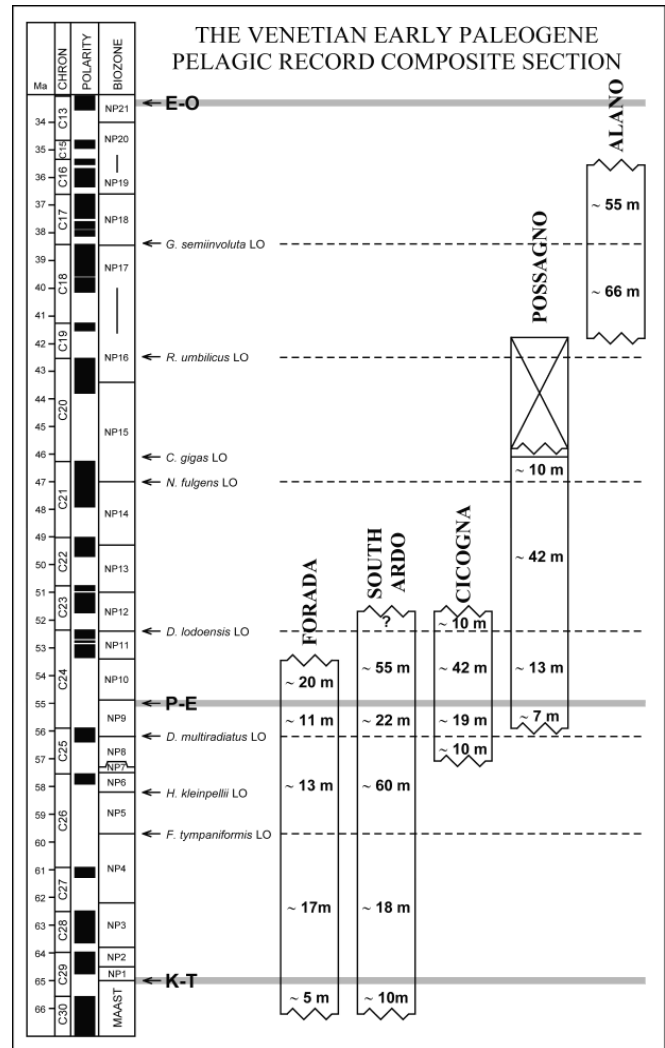 THE VENETIAN EARLY PALEOGENE
PELAGIC RECORD COMPOSITE SECTION
Ma
CHRON
POLARITY
BIOZONE
34
35
36
37
38
39
40
41
42
43
44
45
46
47
48
49
50
51
52
53
54
55
56
57
58
59
60
61
62
63
64
65
66
C13
C15
C16
C17
C18
C19
C20
C21
C22
C23
C24
C25
C26
C27
C28
C29
C30
NP21
NP20
NP19
NP18
NP17
NP16
NP15
NP14
NP13
NP12
NP11
NP10
NP9
NP8
NP7
NP6
NP5
NP4
NP3
NP2
NP1
MAAST
E-O
G. semiinvoluta LO
R. umbilicus LO
C. gigas LO
N. fulgens LO
D. lodoensis LO
P-E
D. multiradiatus LO
H. kleinpellii LO
F. tympaniformis LO
K-T
FORADA
~ 20 m
~ 11 m
~ 13 m
~ 17m
~ 5 m
SOUTH
ARDO
?
~ 55 m
~ 22 m
~ 60 m
~ 18 m
~ 10m
CICOGNA
~ 10 m
~ 42 m
~ 19 m
~ 10 m
POSSAGNO
~ 10 m
~ 42 m
~ 13 m
~ 7 m
ALANO
~ 55 m
~ 66 m